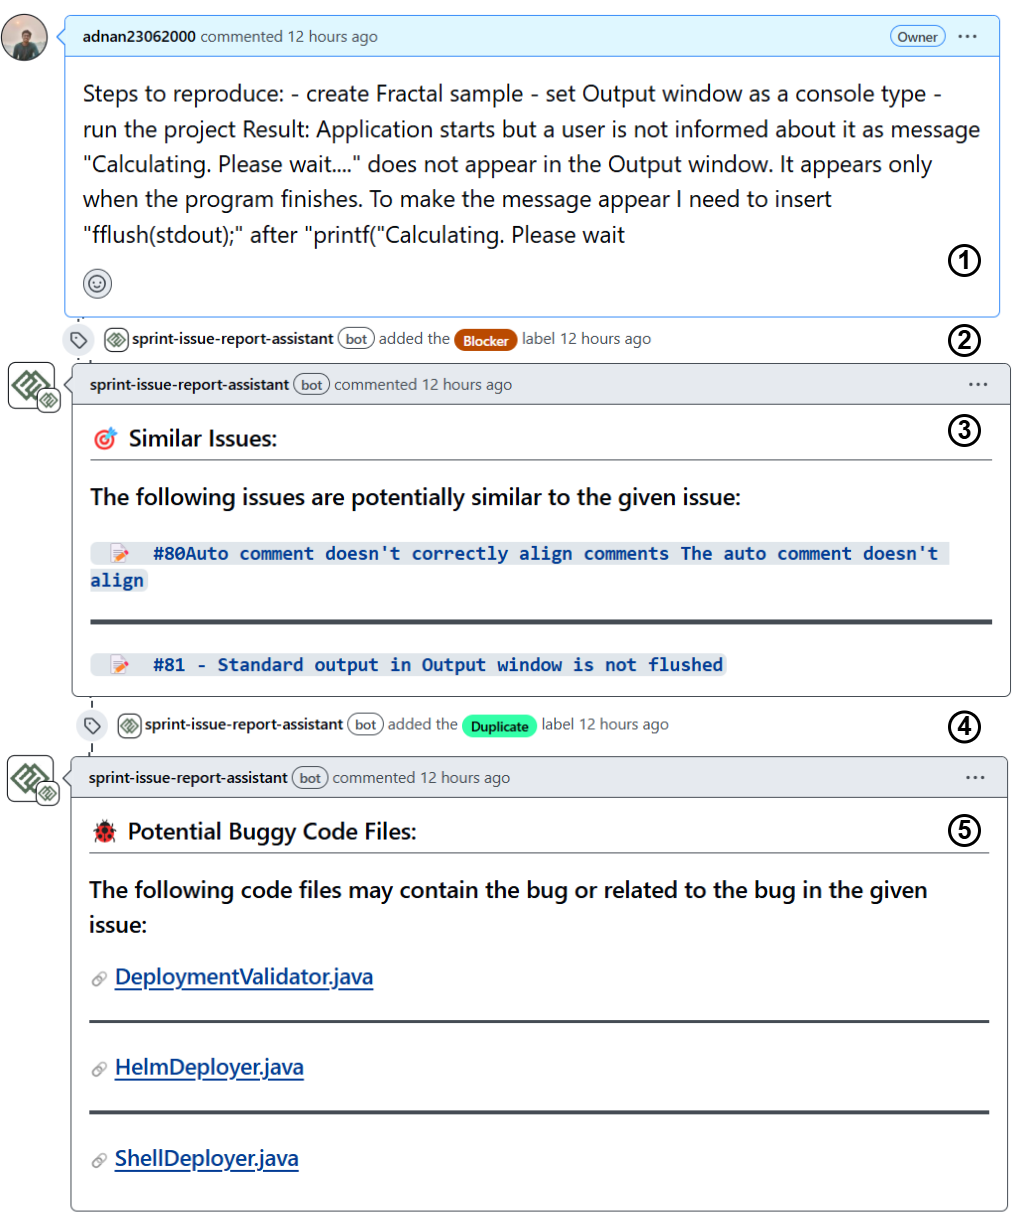 adnan23062000 commented 12 hours ago Owner ...
Steps to reproduce: - create Fractal sample - set Output window as a console type -
run the project Result: Application starts but a user is not informed about it as message
"Calculating. Please wait...." does not appear in the Output window. It appears only
when the program finishes. To make the message appear I need to insert
"fflush(stdout);" after "printf("Calculating. Please wait
1
sprint-issue-report-assistant bot added the Blocker label 12 hours ago 2
sprint-issue-report-assistant bot commented 12 hours ago ...
Similar Issues: 3
The following issues are potentially similar to the given issue:
#80Auto comment doesn't correctly align comments The auto comment doesn't
align
#81 - Standard output in Output window is not flushed
sprint-issue-report-assistant bot added the Duplicate label 12 hours ago 4
sprint-issue-report-assistant bot commented 12 hours ago ...
Potential Buggy Code Files: 5
The following code files may contain the bug or related to the bug in the given
issue:
DeploymentValidator.java
HelmDeployer.java
ShellDeployer.java